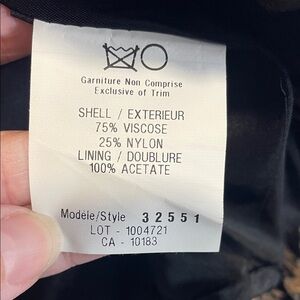 Garniture Non Comprise
Exclusive of Trim
SHELL / EXTERIEUR
75% VISCOSE
25% NYLON
LINING / DOUBLURE
100% ACETATE
Modèle/Style 32551
LOT - 1004721
CA - 10183